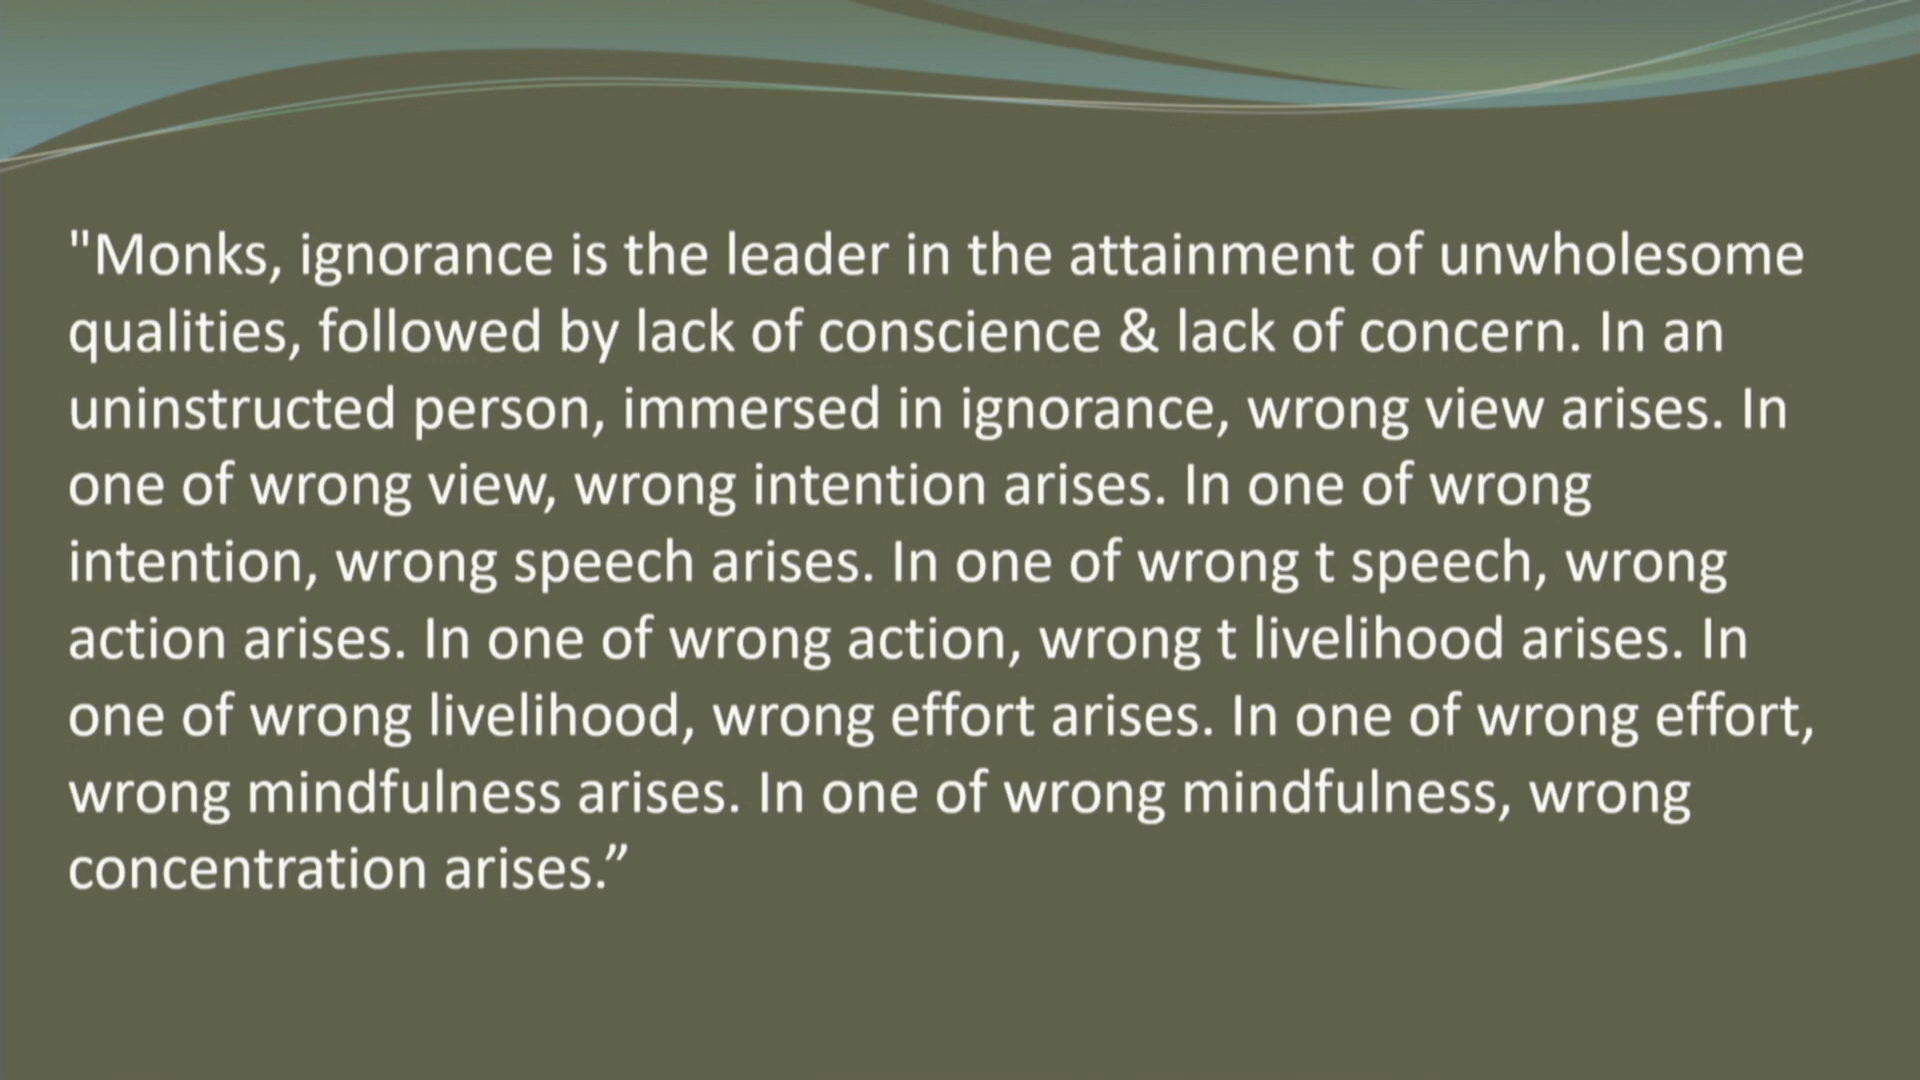 "Monks, ignorance is the leader in the attainment of unwholesome
qualities, followed by lack of conscience & lack of concern. In an
uninstructed person, immersed in ignorance, wrong view arises. In
one of wrong view, wrong intention arises. In one of wrong
intention, wrong speech arises. In one of wrong t speech, wrong
action arises. In one of wrong action, wrong t livelihood arises. In
one of wrong livelihood, wrong effort arises. In one of wrong effort,
wrong mindfulness arises. In one of wrong mindfulness, wrong
concentration arises.”